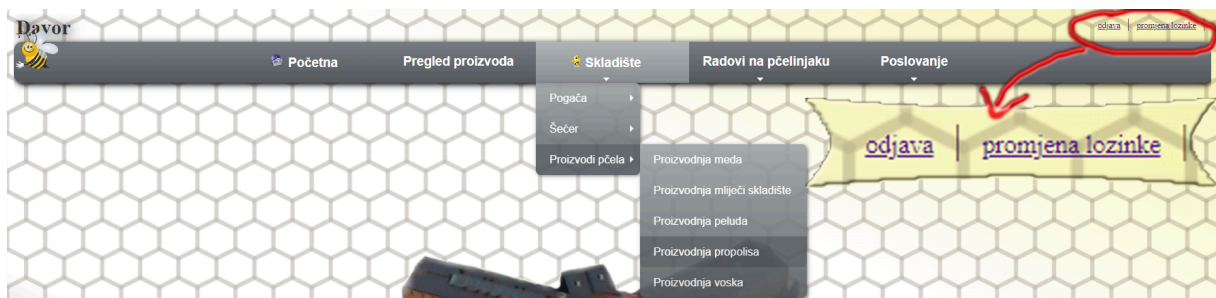 Davor
odjava | promjena lozinke |
Početna Pregled proizvoda Skladište Radovi na pčelinjaku Poslovanje
Pogača
Šećer
Proizvodi pčela
odjava | promjena lozinke |
Proizvodnja meda
Proizvodnja mliječi skladište
Proizvodnja peluda
Proizvodnja propolisa
Proizvodnja voska